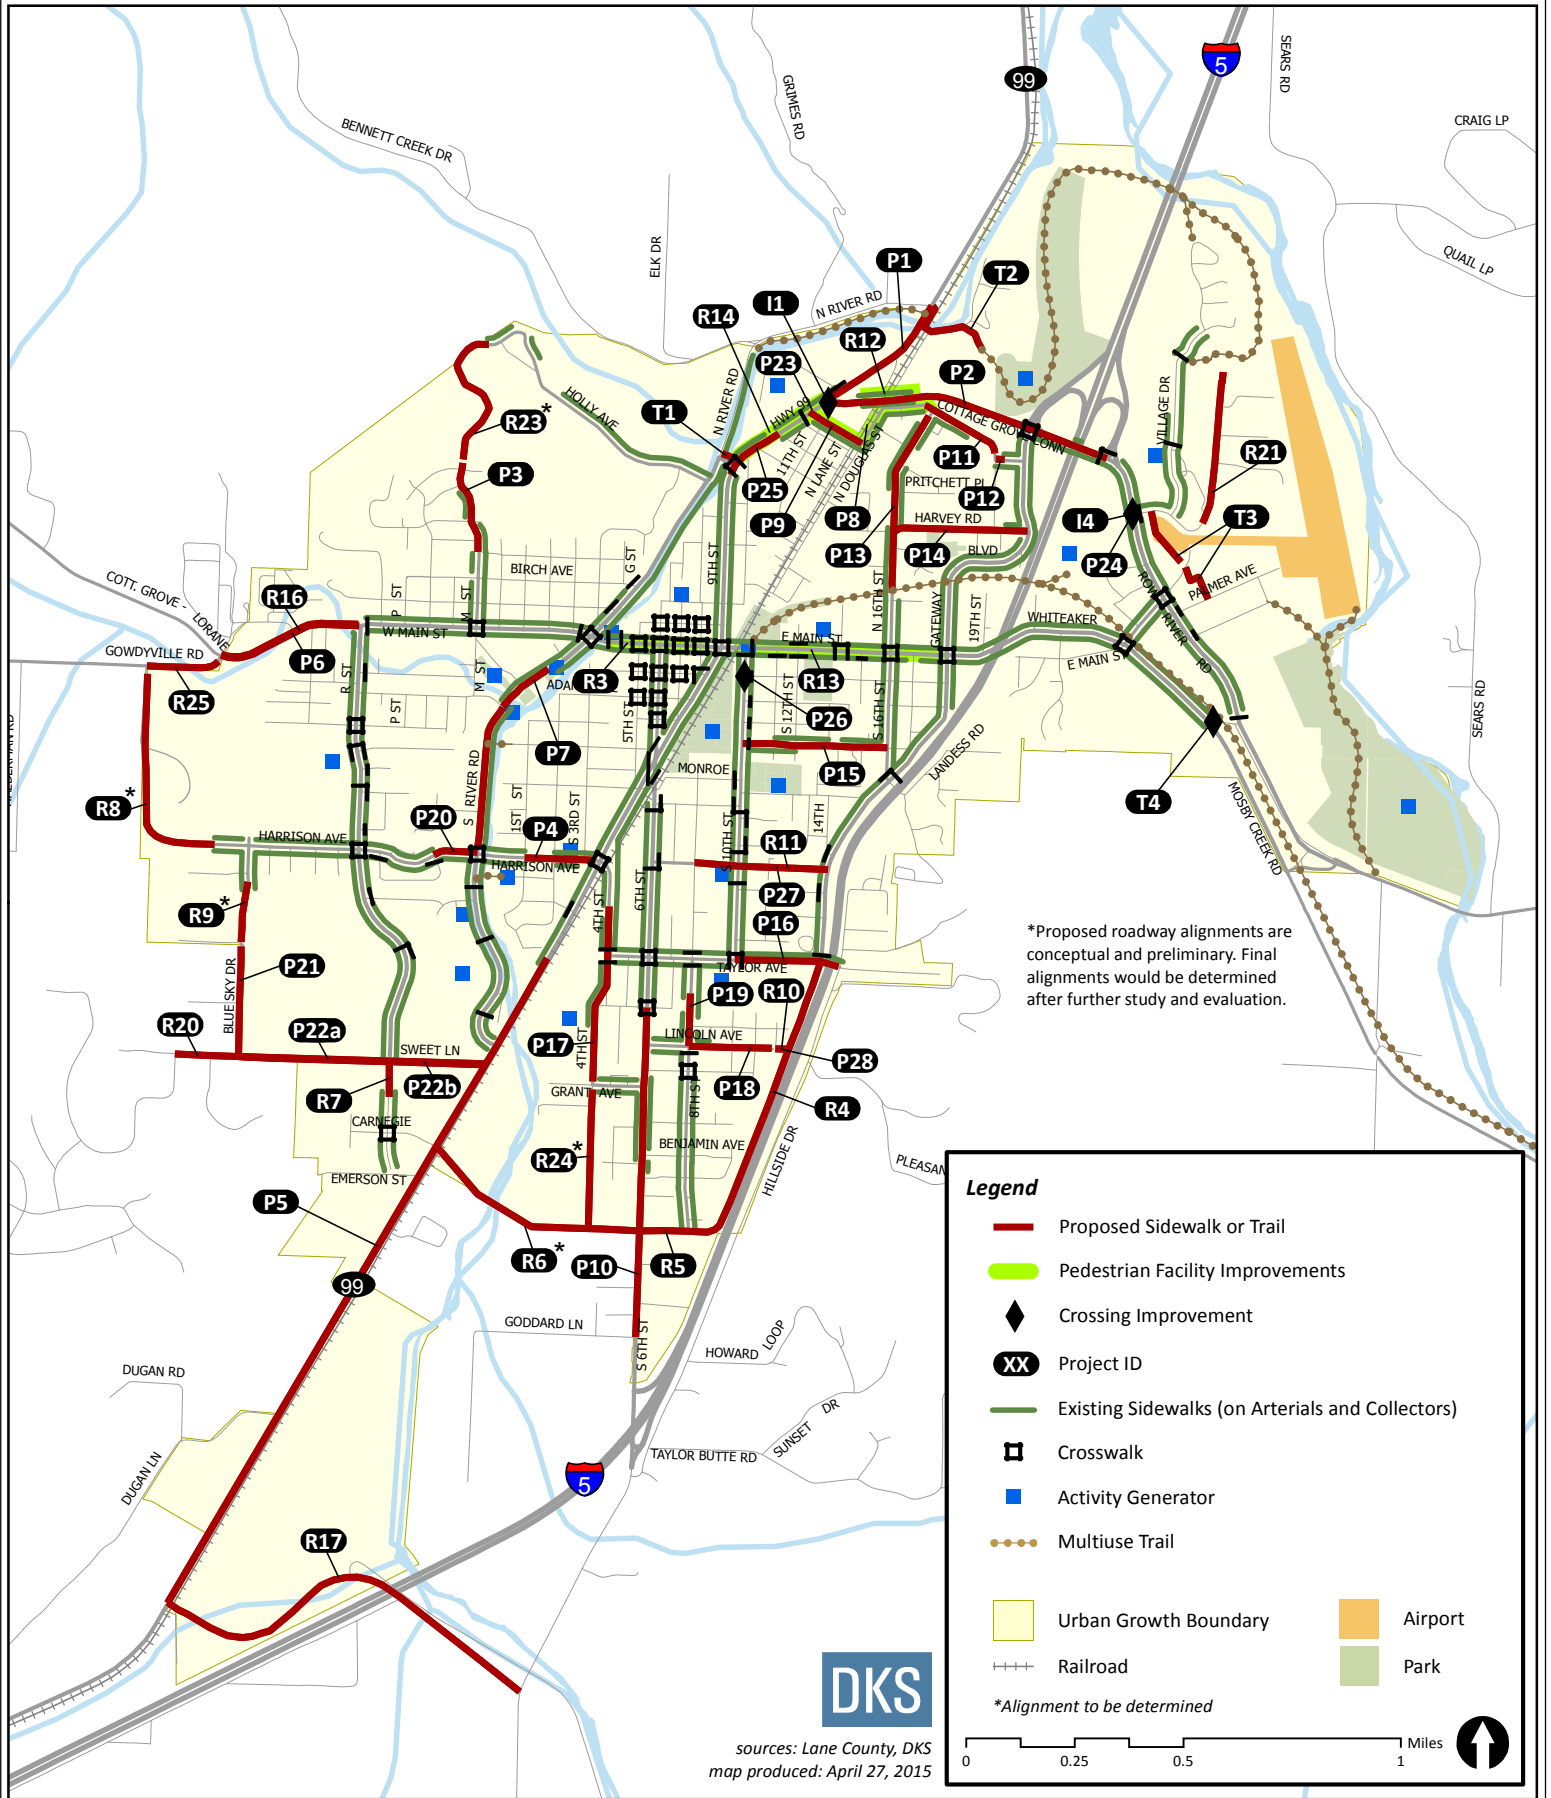 5
99
SEARS RD
GRIMES RD
CRAIG LP
BENNETT CREEK DR
ELK DR
QUAIL LP
P1
T2
I1
N RIVER RD
R14
R12
P23
P2
N RIVER RD
HOLLY AVE
HWY 99
T1
COTTAGE GROVE CONN
VILLAGE DR
R23*
11TH ST
N LANE ST
N DOUGLAS ST
P11
R21
P3
P25
PRITCHETT PL
P12
P9
P8
HARVEY RD
I4
T3
P13
P14
BLVD
P24
9TH ST
G ST
BIRCH AVE
COTT. GROVE - LORANE
R16
P ST
M ST
N 16TH ST
GATEWAY
19TH ST
WHITEAKER
ROW RIVER RD
PALMER AVE
W MAIN ST
E MAIN ST
E MAIN ST
GOWDYVILLE RD
P6
R25
R ST
P ST
M ST
R3
R13
S 12TH ST
S 16TH ST
P26
SEARS RD
5TH ST
P7
MONROE
P15
LANDESS RD
T4
MOSBY CREEK RD
R8*
S RIVER RD
1ST ST
S 3RD ST
P20
P4
HARRISON AVE
HARRISON AVE
S 10TH ST
14TH
R11
P27
R9*
4TH ST
6TH ST
P16
TAYLOR AVE
P21
BLUE SKY DR
P19
R10
*Proposed roadway alignments are
conceptual and preliminary. Final
alignments would be determined
after further study and evaluation.
R20
P22a
SWEET LN
P17
4TH ST
LINCOLN AVE
P28
P22b
P18
R7
GRANT AVE
8TH ST
R4
CARNEGIE
R24*
BENJAMIN AVE
HILLSIDE DR
EMERSON ST
P5
R6*
P10
R5
99
GODDARD LN
S 6TH ST
HOWARD LOOP
DUGAN RD
SUNSET DR
TAYLOR BUTTE RD
DUGAN LN
5
R17
Legend
Proposed Sidewalk or Trail
Pedestrian Facility Improvements
Crossing Improvement
XX Project ID
Existing Sidewalks (on Arterials and Collectors)
Crosswalk
Activity Generator
Multiuse Trail
Urban Growth Boundary
Airport
Railroad
Park
*Alignment to be determined
Miles
0 0.25 0.5 1
DKS
sources: Lane County, DKS
map produced: April 27, 2015